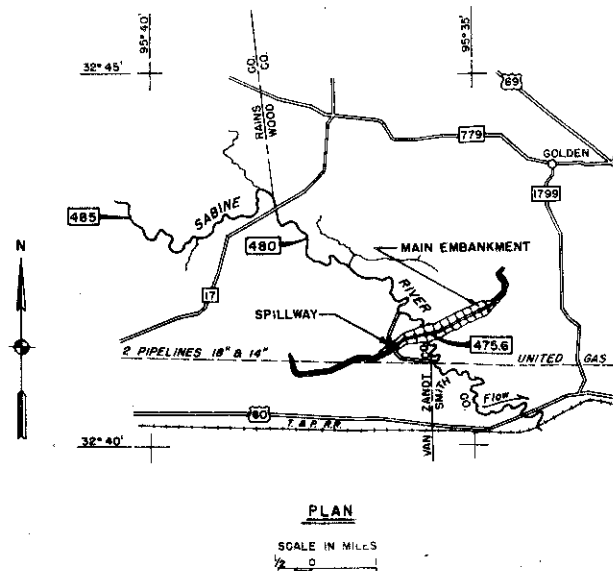 95° 40'
95° 35'
32° 45'
69
RAINS CO.
WOOD CO.
779
GOLDEN
1799
485
SABINE
480
MAIN EMBANKMENT
N
RIVER
17
SPILLWAY
475.6
2 PIPELINES 18" & 14"
UNITED GAS
VAN ZANDT
SMITH CO.
Flow
80
T. & P. R.R.
32° 40'
PLAN
SCALE IN MILES
1/2 0